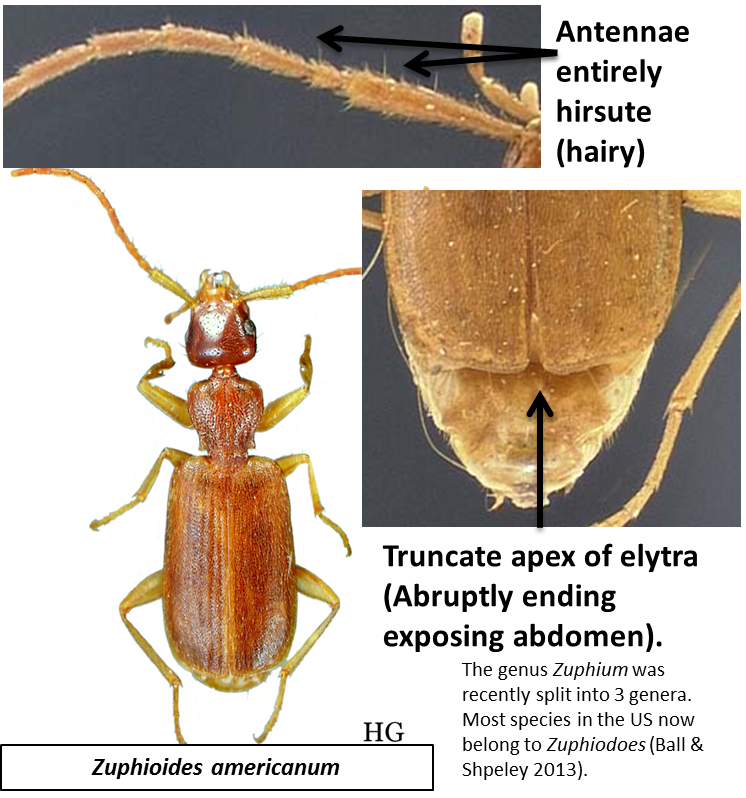 Antennae
entirely
hirsute
(hairy)
Truncate apex of elytra
(Abruptly ending
exposing abdomen).
The genus Zuphium was
recently split into 3 genera.
Most species in the US now
belong to Zuphiodoes (Ball &
Shpeley 2013).
HG
Zuphioides americanum